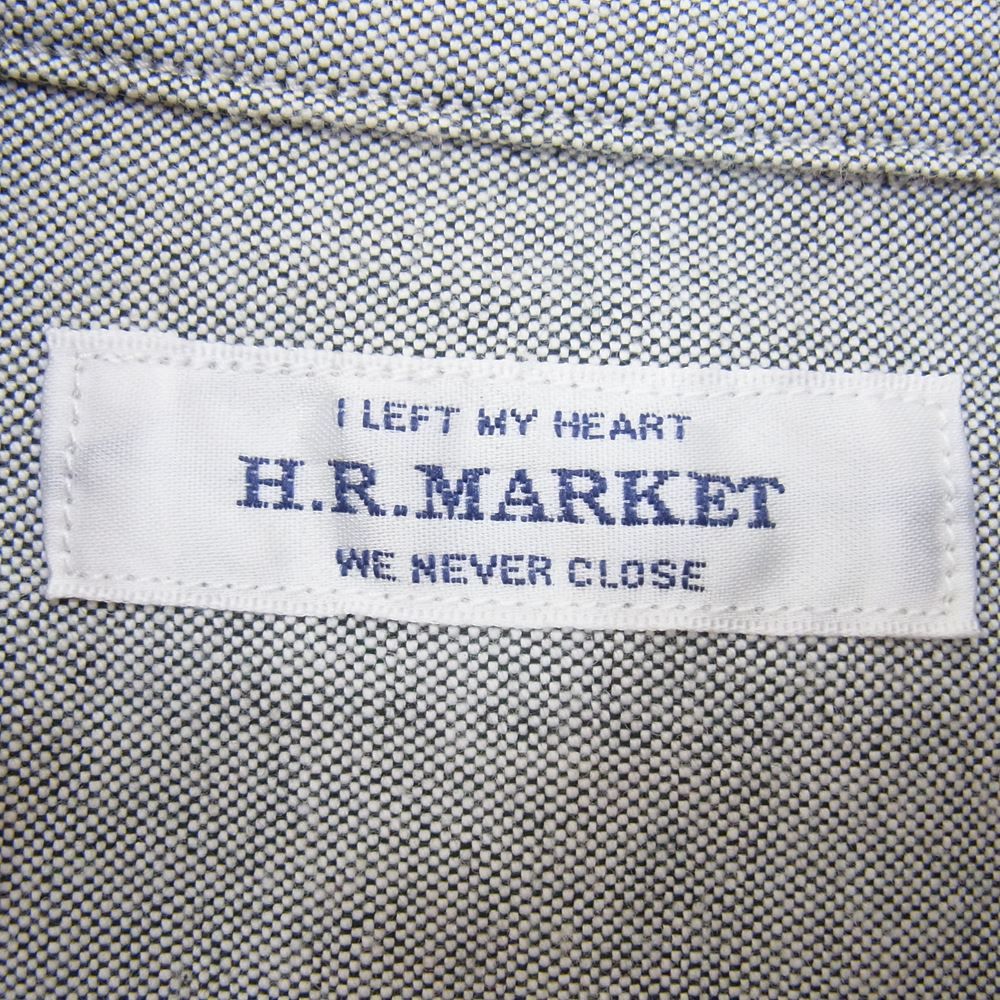 I LEFT MY HEART
H.R.MARKET
WE NEVER CLOSE